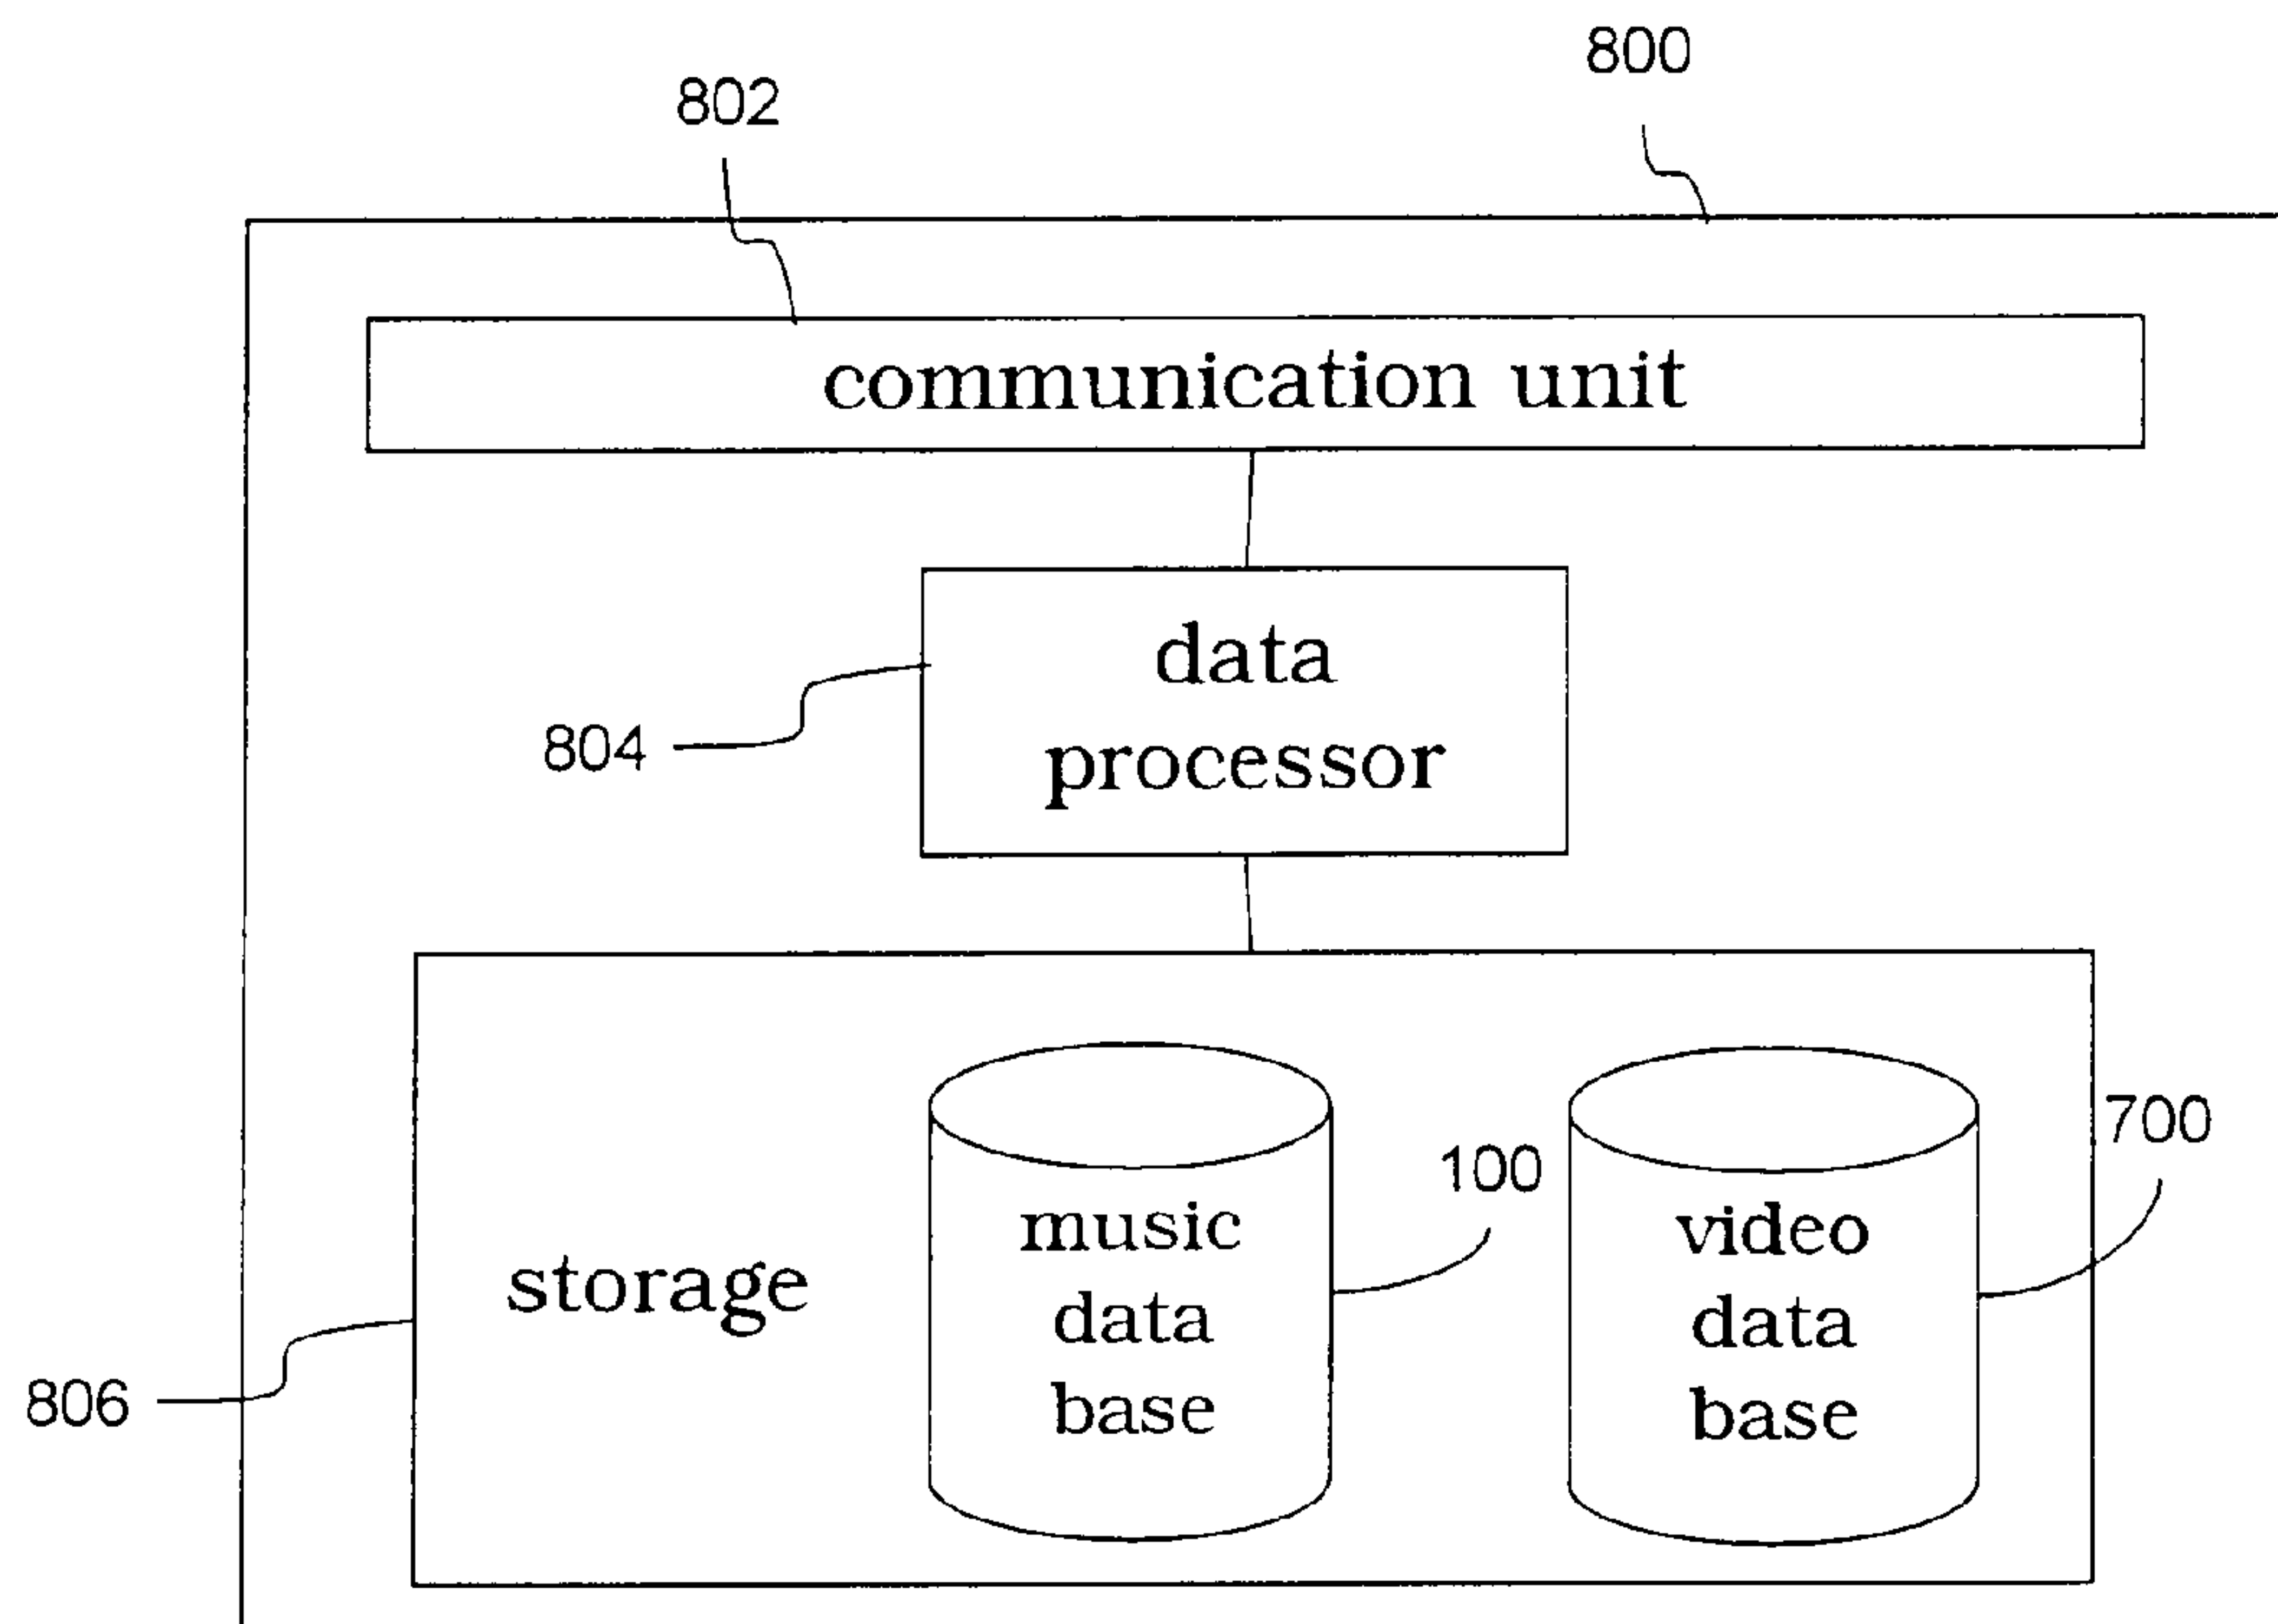 800
802
communication unit
data
processor
804
700
100
music
data
base
video
data
base
storage
806